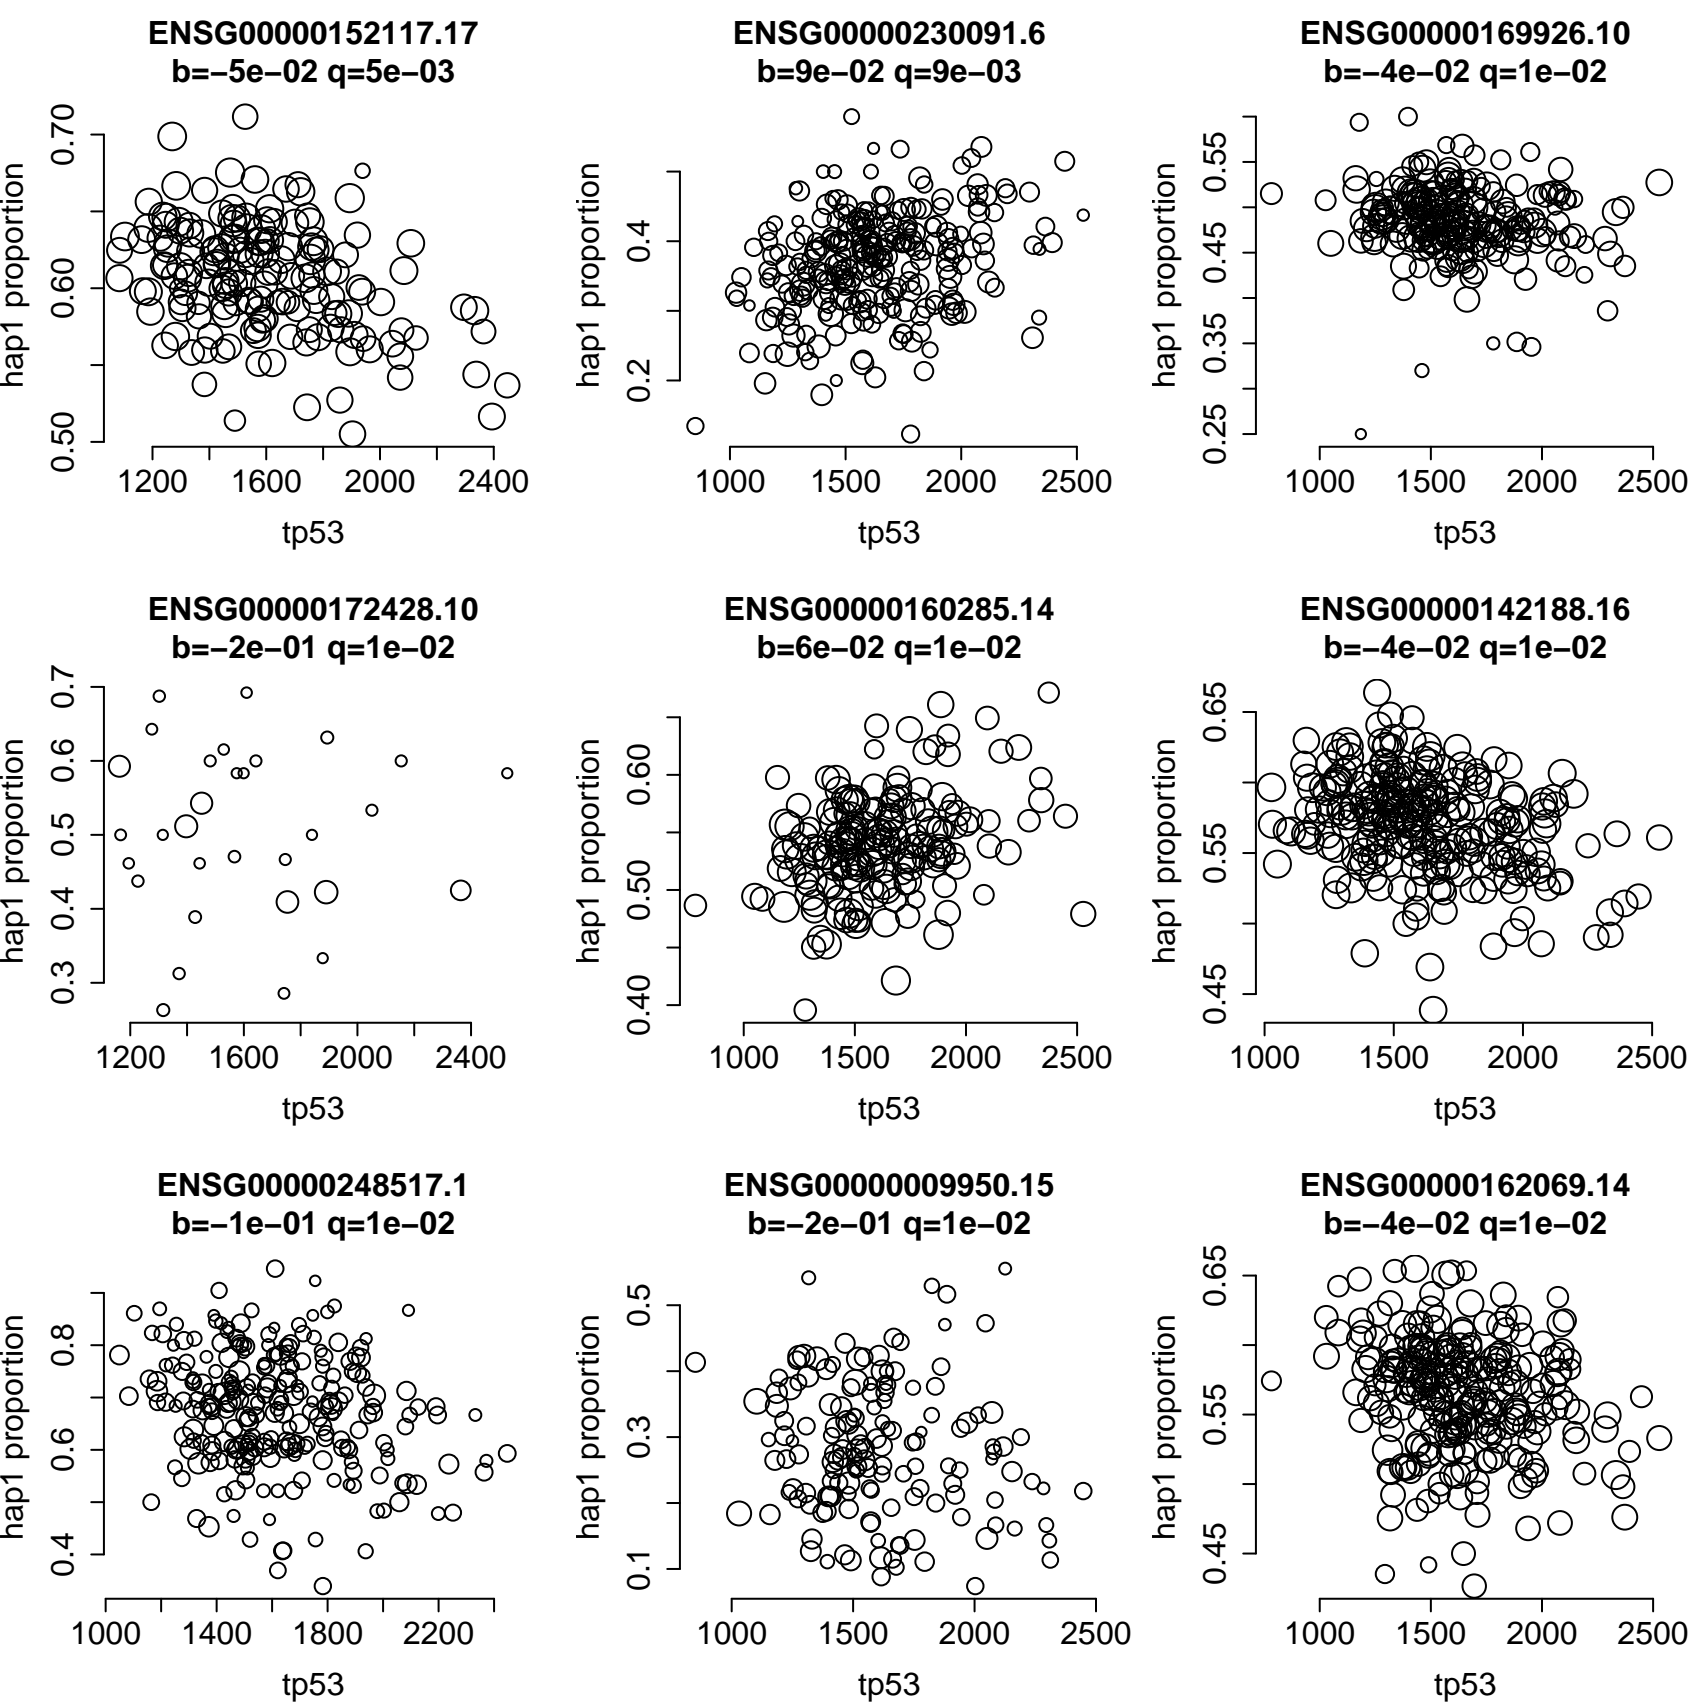 ENSG00000152117.17
b=−5e−02 q=5e−03
hap1 proportion
0.50 0.60 0.70
1200 1600 2000 2400
tp53
ENSG00000230091.6
b=9e−02 q=9e−03
hap1 proportion
0.2 0.4
1000 1500 2000 2500
tp53
ENSG00000169926.10
b=−4e−02 q=1e−02
hap1 proportion
0.25 0.35 0.45 0.55
1000 1500 2000 2500
tp53
ENSG00000172428.10
b=−2e−01 q=1e−02
hap1 proportion
0.3 0.4 0.5 0.6 0.7
1200 1600 2000 2400
tp53
ENSG00000160285.14
b=6e−02 q=1e−02
hap1 proportion
0.40 0.50 0.60
1000 1500 2000 2500
tp53
ENSG00000142188.16
b=−4e−02 q=1e−02
hap1 proportion
0.45 0.55 0.65
1000 1500 2000 2500
tp53
ENSG00000248517.1
b=−1e−01 q=1e−02
hap1 proportion
0.4 0.6 0.8
1000 1400 1800 2200
tp53
ENSG00000009950.15
b=−2e−01 q=1e−02
hap1 proportion
0.1 0.3 0.5
1000 1500 2000 2500
tp53
ENSG00000162069.14
b=−4e−02 q=1e−02
hap1 proportion
0.45 0.55 0.65
1000 1500 2000 2500
tp53